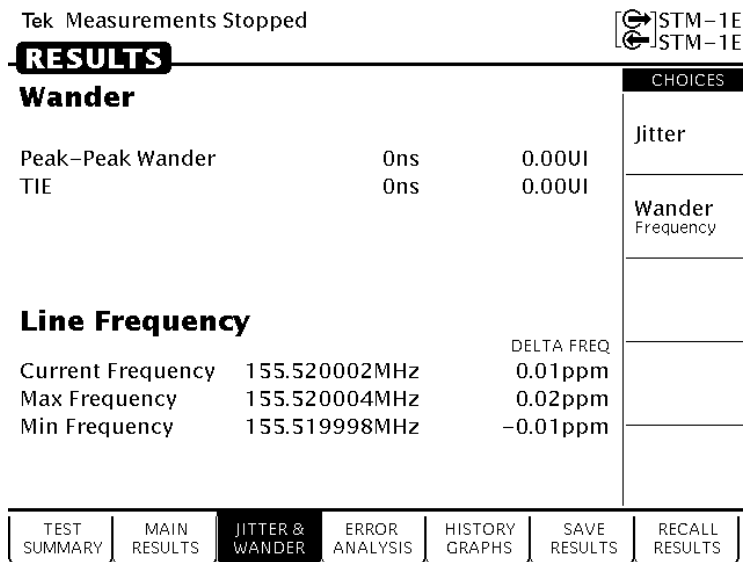 Tek Measurements Stopped
STM-1E
STM-1E
RESULTS
CHOICES
Wander
Jitter
Peak-Peak Wander 0ns 0.00UI
TIE 0ns 0.00UI
Wander
Frequency
Line Frequency
DELTA FREQ
Current Frequency 155.520002MHz 0.01ppm
Max Frequency 155.520004MHz 0.02ppm
Min Frequency 155.519998MHz -0.01ppm
TEST SUMMARY
MAIN RESULTS
JITTER & WANDER
ERROR ANALYSIS
HISTORY GRAPHS
SAVE RESULTS
RECALL RESULTS